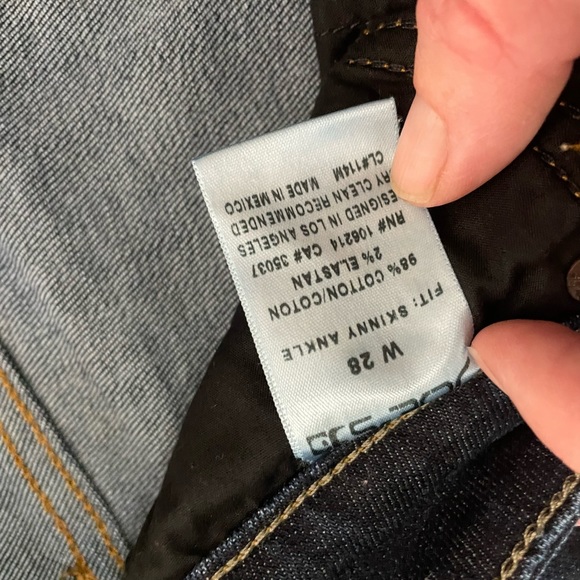 W 28
FIT: SKINNY ANKLE
98% COTTON/COTON
2% ELASTAN
RN# 106214 CA# 35037
DESIGNED IN LOS ANGELES
DRY CLEAN RECOMMENDED
MADE IN MEXICO
CL#114M